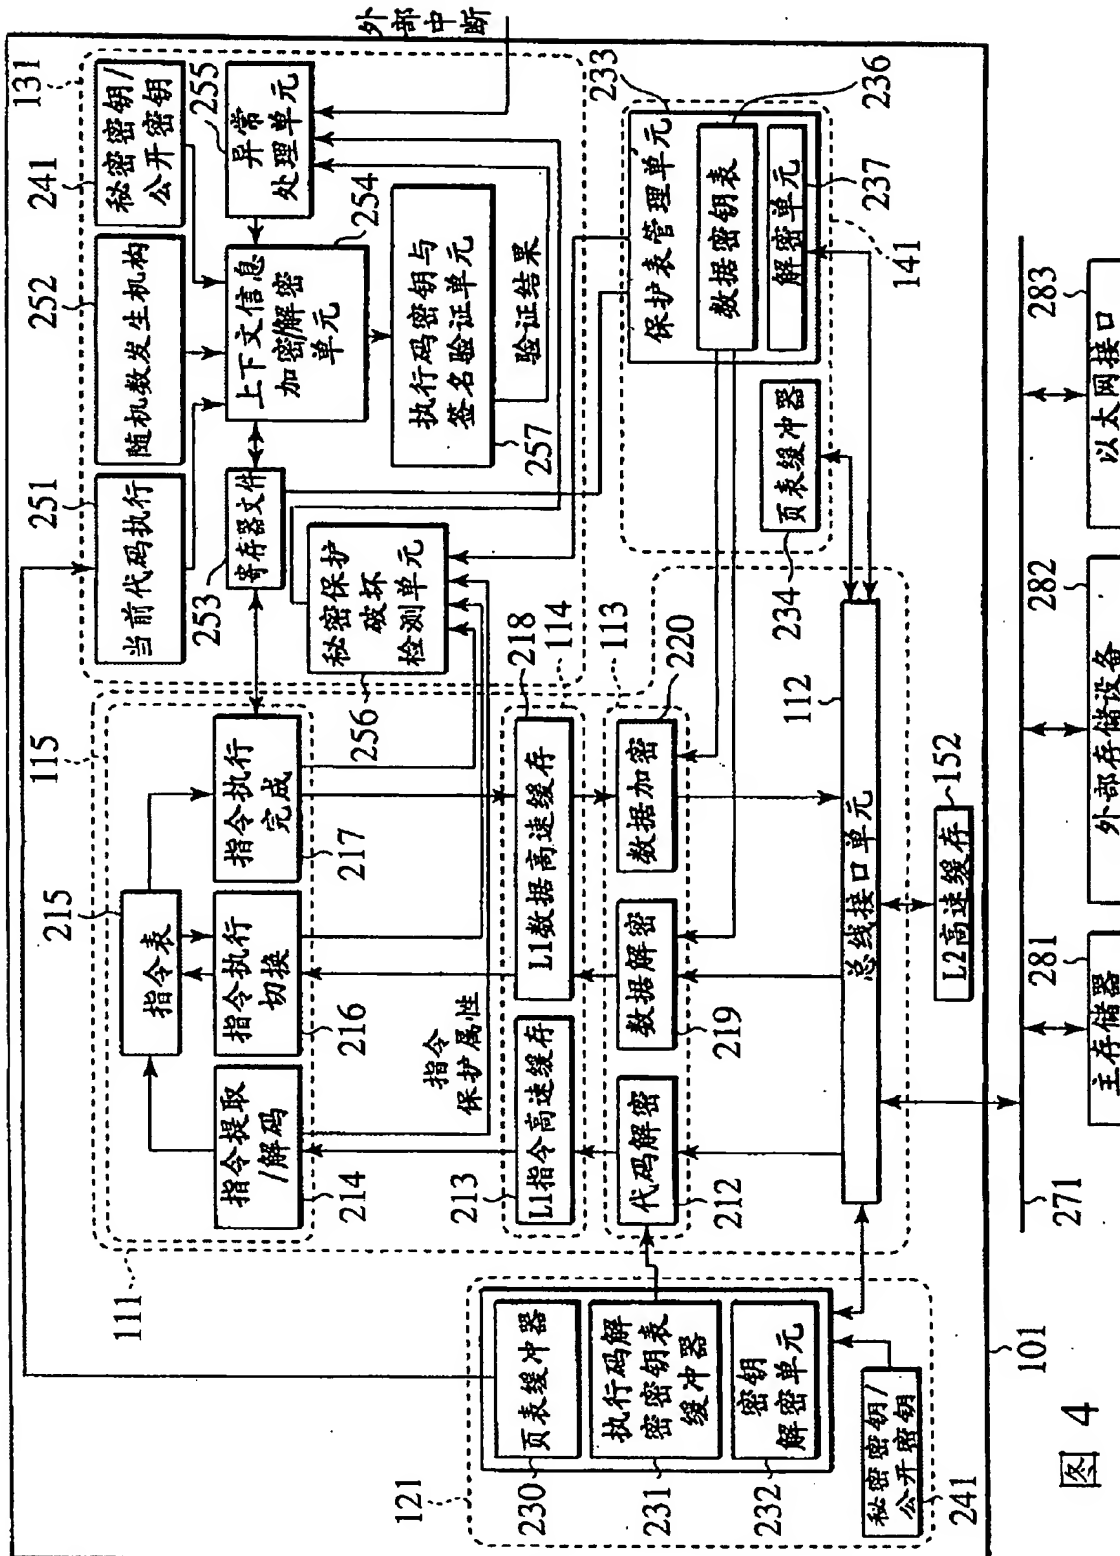 121
230
页表缓冲器
231
执行码解
密密钥表
缓冲器
232
密钥
解密单元
241
秘密密钥/
公开密钥
111
115
215
指令表
214
指令提取
/解码
216
指令执行
切换
217
指令执行
完成
指令
保护属性
213
L1指令高速缓存
L1数据高速缓存
218
114
212
代码解密
219
数据解密
220
数据加密
113
总线接口单元
112
L2高速缓存
152
251
当前代码执行
252
随机数发生机构
241
秘密密钥/
公开密钥
131
253
寄存器文件
254
上下文信息
加密/解密
单元
255
异常
处理单元
外部中断
256
秘密保护
破坏
检测单元
257
执行码密钥与
签名验证单元
验证结果
233
保护表管理单元
236
数据密钥表
237
解密单元
141
234
页表缓冲器
101
271
281
主存储器
282
外部存储设备
283
以太网接口
图 4